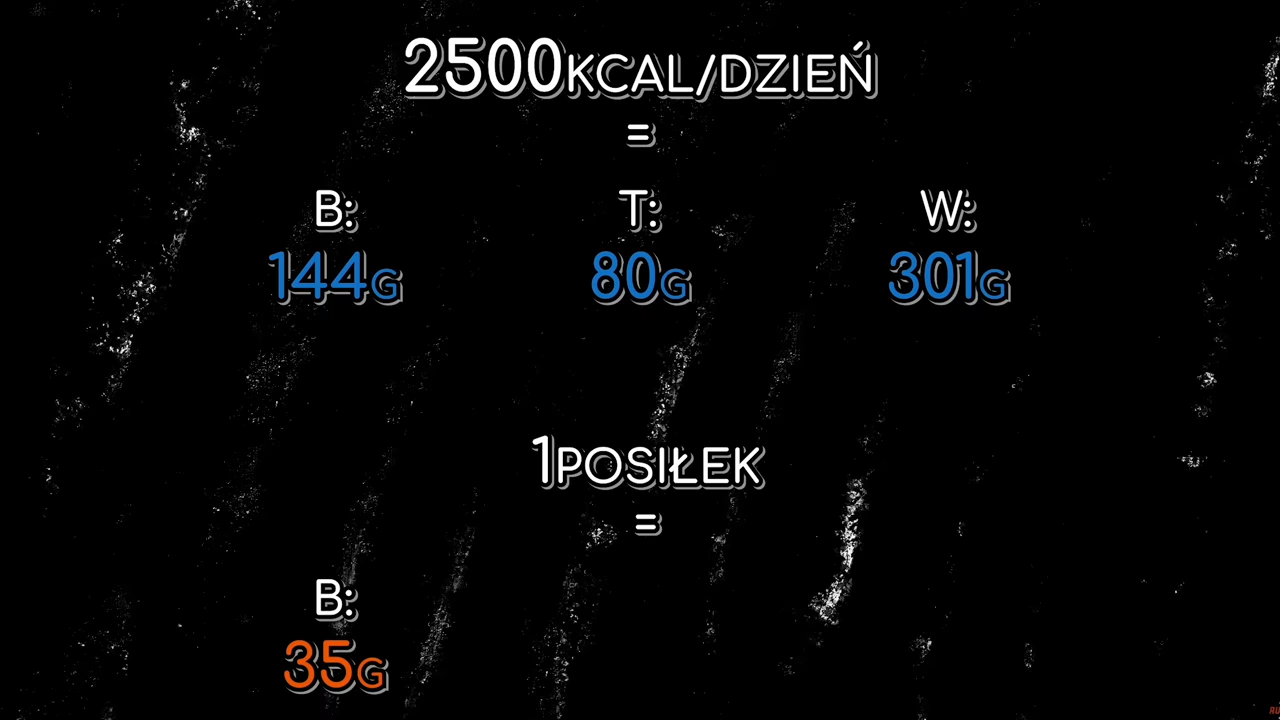 2500KCAL/DZIEŃ
=
B: T: W:
144G 80G 301G
1POSIŁEK
=
B:
35G